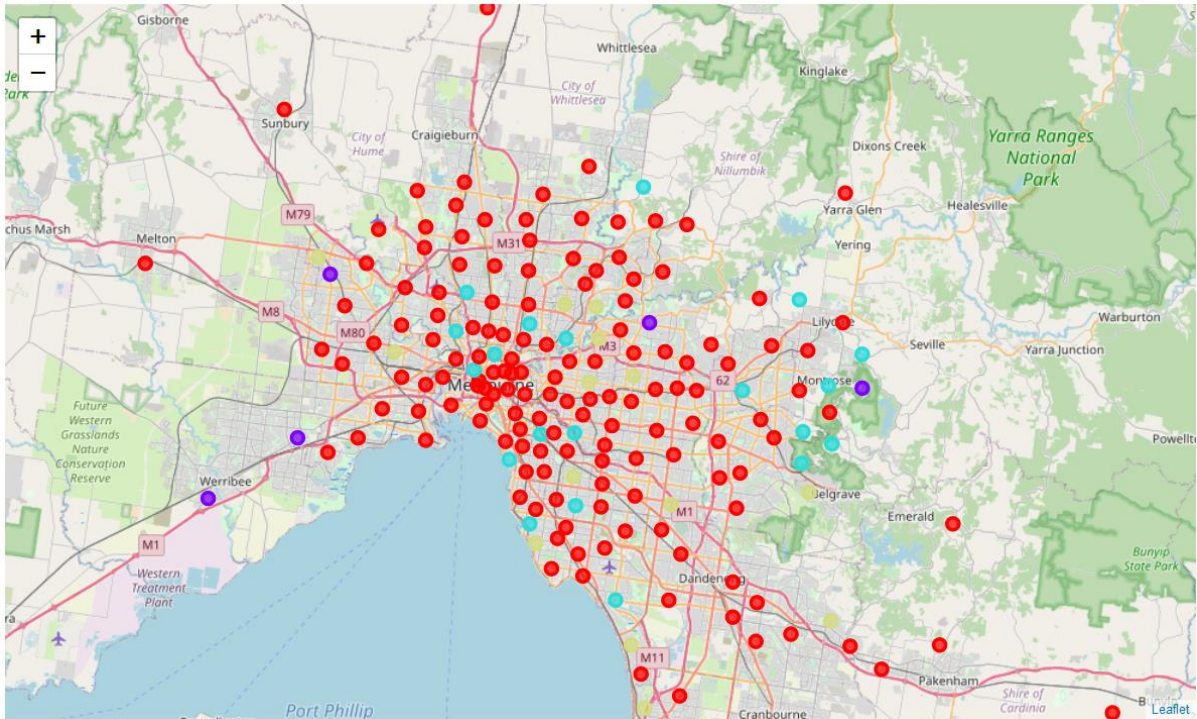 Gisborne
+
−
Park
Whittlesea
Kinglake
City of
Whittlesea
Sunbury
Craigieburn
City of
Hume
Dixons Creek
Yarra Ranges
National
Park
Shire of
Nillumbik
M79
Yarra Glen
Healesville
chus Marsh
Melton
M31
Yering
M8
M80
Lilydale
Warburton
M3
Seville
Yarra Junction
Melbourne
62
Montrose
Future
Western
Grasslands
Nature
Conservation
Reserve
Powellto
Werribee
Belgrave
M1
Emerald
M1
Western
Treatment
Plant
Dandenong
Bunyip
State Park
ra
M11
Pakenham
Port Phillip
Shire of
Cardinia
Cranbourne
Leaflet